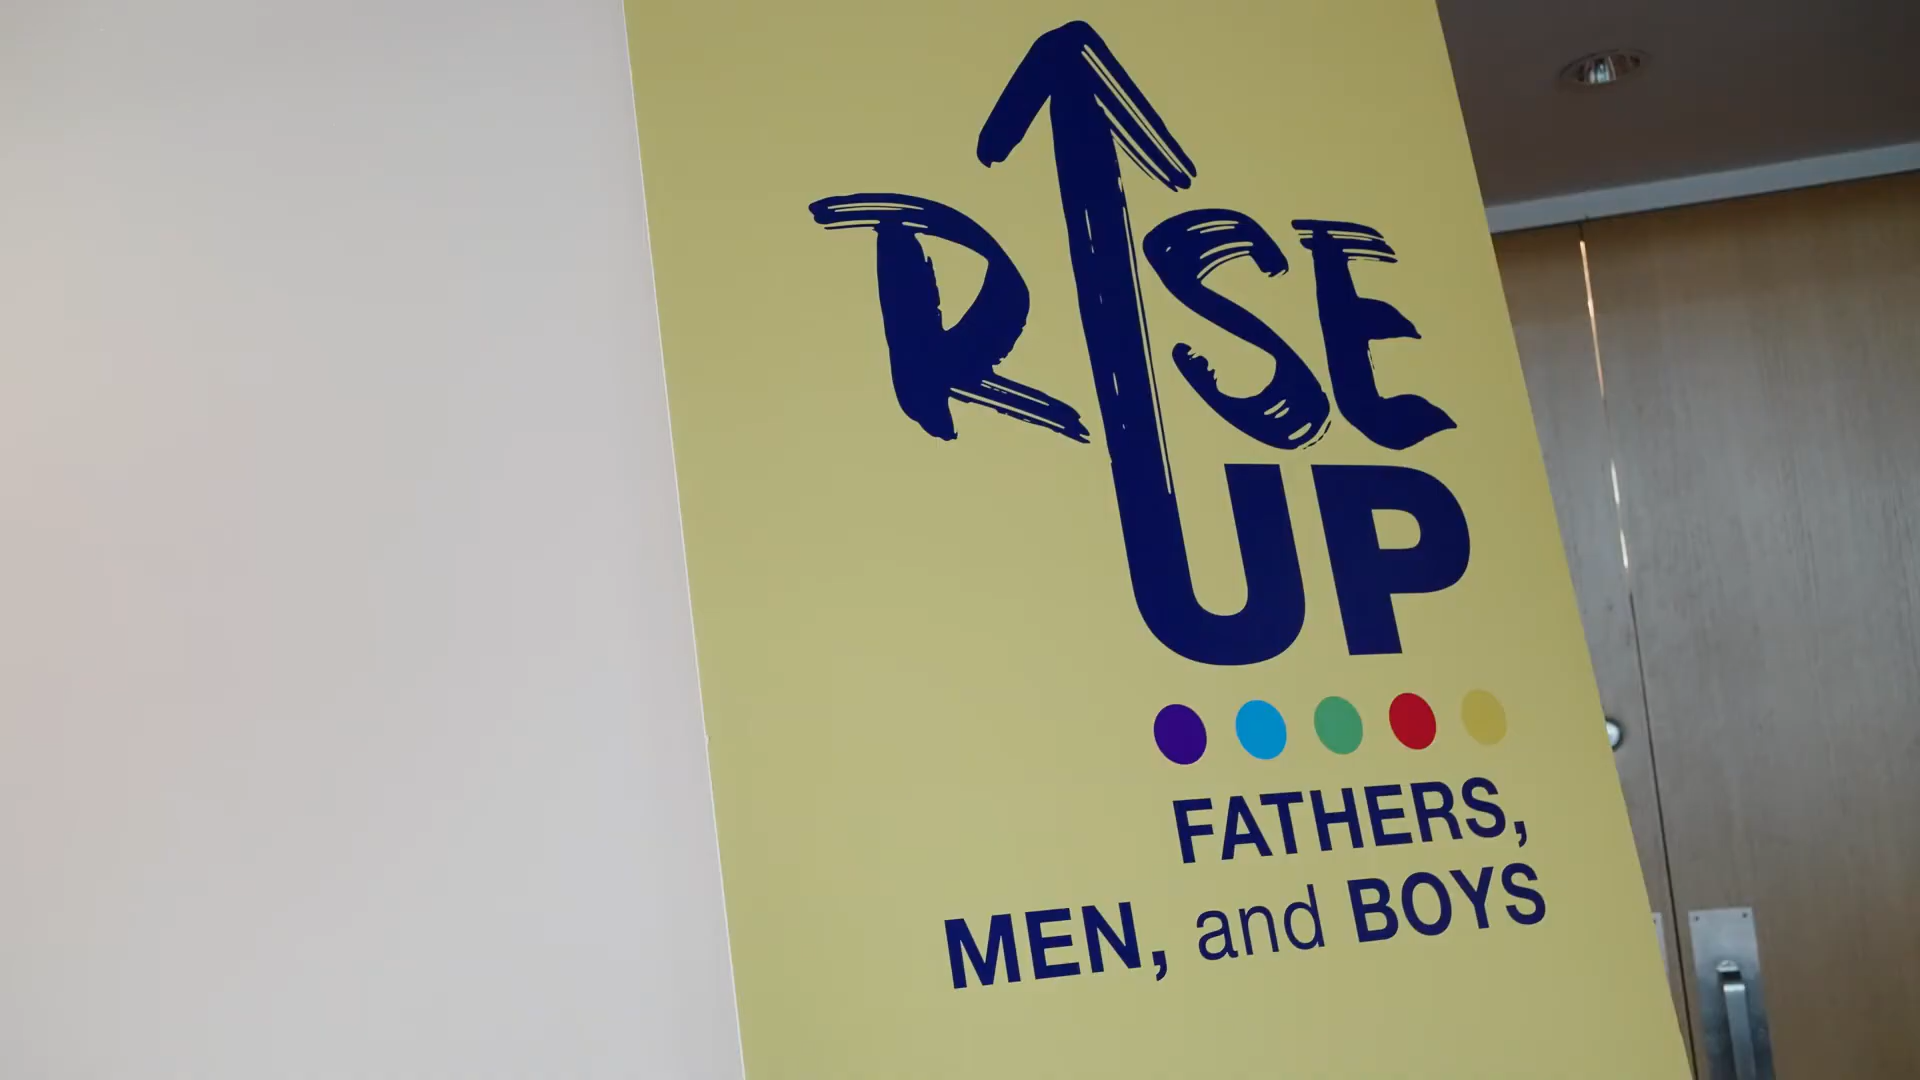 RISE
UP
FATHERS,
MEN, and BOYS